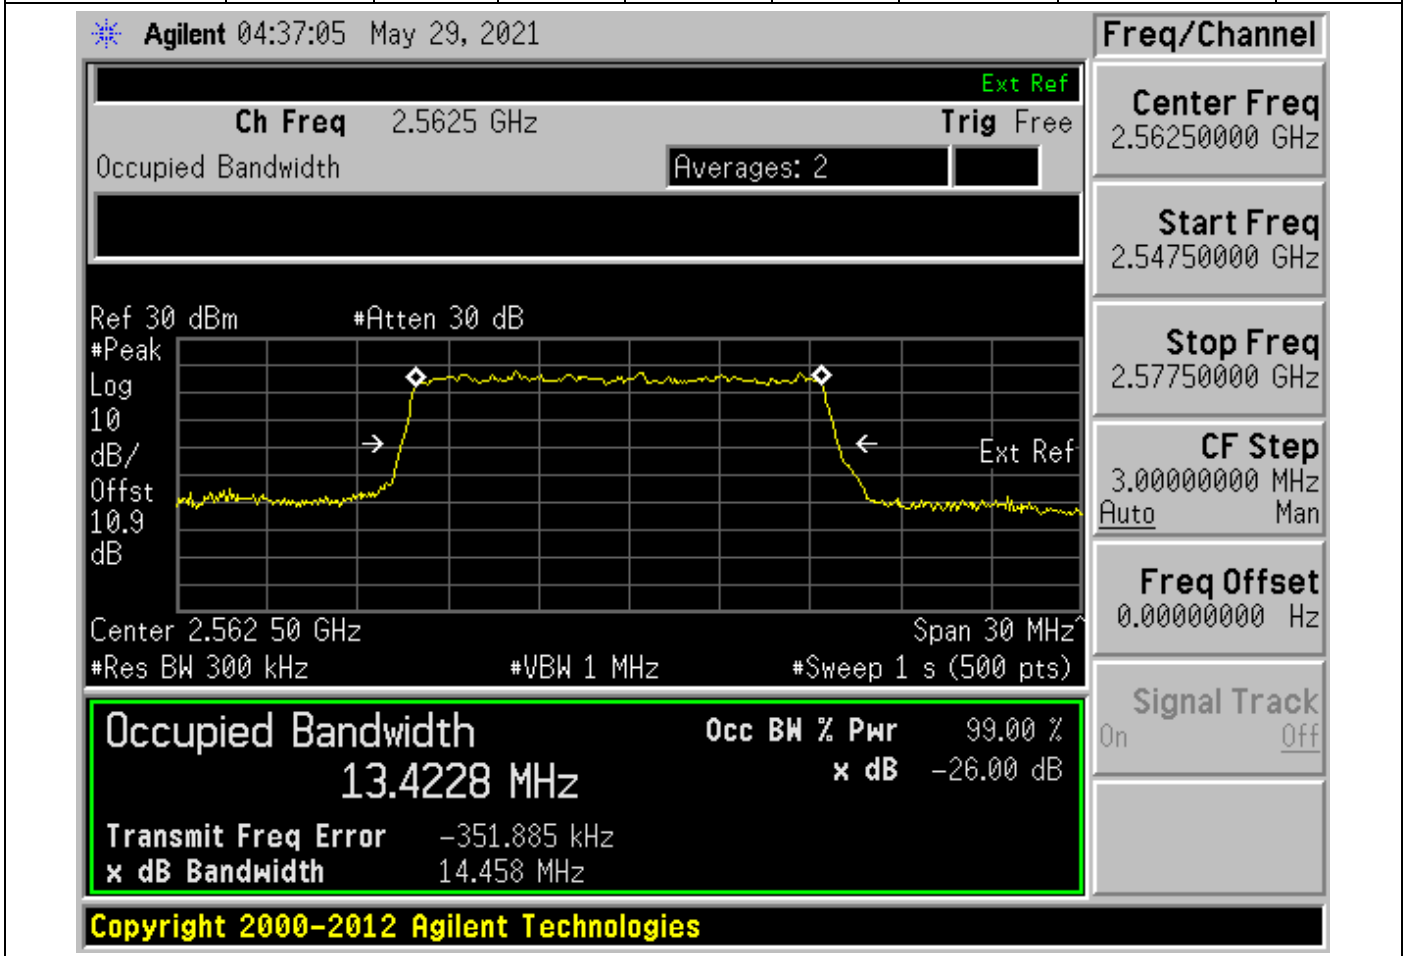 Agilent 04:37:05 May 29, 2021
Freq/Channel
Ext Ref
Ch Freq 2.5625 GHz
Trig Free
Occupied Bandwidth
Averages: 2
Ref 30 dBm
#Atten 30 dB
#Peak
Log
10
dB/
Offst
10.9
dB
Ext Ref
Center 2.562 50 GHz
Span 30 MHz^
#Res BW 300 kHz
#VBW 1 MHz
#Sweep 1 s (500 pts)
Occupied Bandwidth
13.4228 MHz
Occ BW % Pwr 99.00 %
x dB -26.00 dB
Transmit Freq Error -351.885 kHz
x dB Bandwidth 14.458 MHz
Center Freq
2.56250000 GHz
Start Freq
2.54750000 GHz
Stop Freq
2.57750000 GHz
CF Step
3.00000000 MHz
Auto Man
Freq Offset
0.00000000 Hz
Signal Track
On Off
Copyright 2000-2012 Agilent Technologies